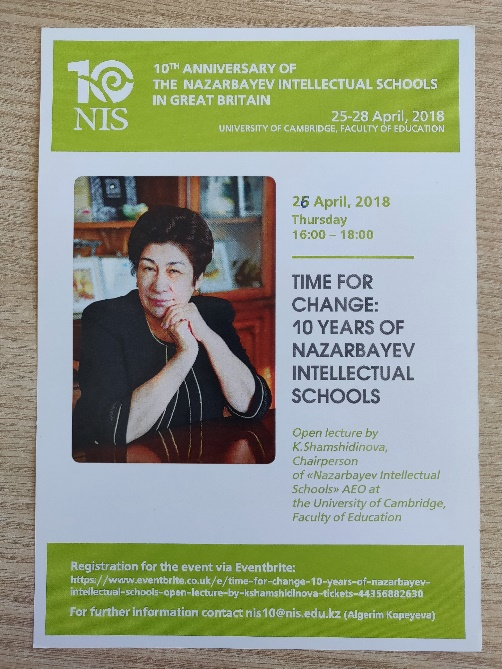 10 NIS
10TH ANNIVERSARY OF
THE NAZARBAYEV INTELLECTUAL SCHOOLS
IN GREAT BRITAIN
25-28 April, 2018
UNIVERSITY OF CAMBRIDGE, FACULTY OF EDUCATION
26 April, 2018
Thursday
16:00 – 18:00
TIME FOR
CHANGE:
10 YEARS OF
NAZARBAYEV
INTELLECTUAL
SCHOOLS
Open lecture by
K.Shamshidinova,
Chairperson
of «Nazarbayev Intellectual
Schools» AEO at
the University of Cambridge,
Faculty of Education
Registration for the event via Eventbrite:
https://www.eventbrite.co.uk/e/time-for-change-10-years-of-nazarbayev-
intellectual-schools-open-lecture-by-kshamshidinova-tickets-44356882630
For further information contact nis10@nis.edu.kz (Algerim Kopeyeva)